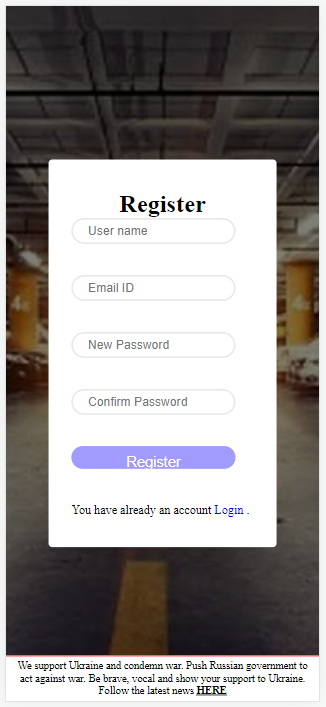 Register
User name
Email ID
New Password
Confirm Password
Register
You have already an account Login .
We support Ukraine and condemn war. Push Russian government to
act against war. Be brave, vocal and show your support to Ukraine.
Follow the latest news HERE